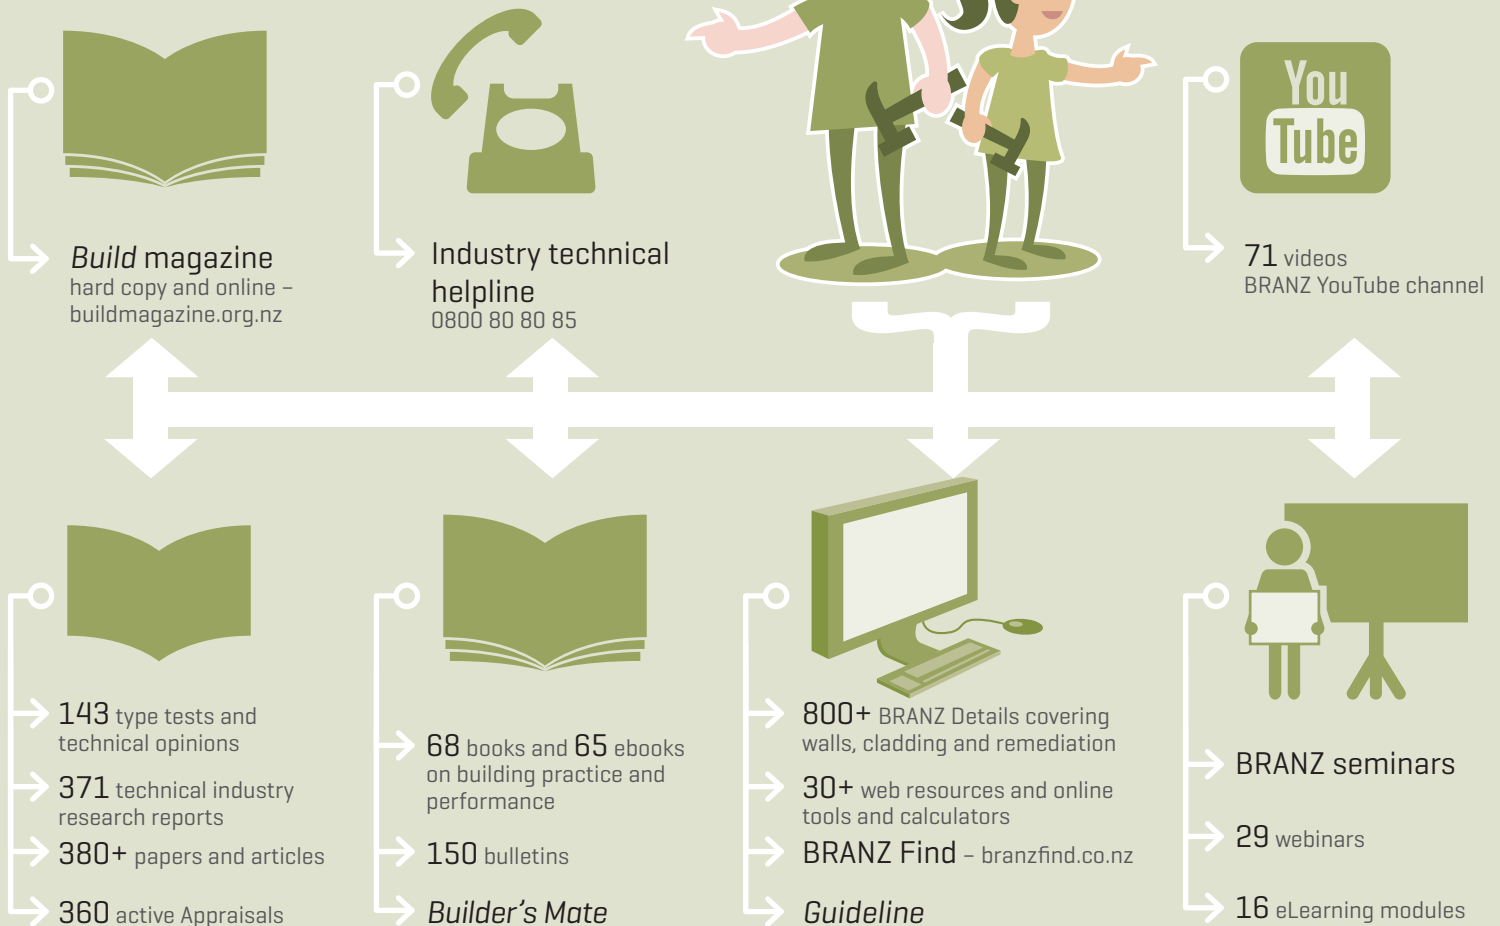 Build magazine
hard copy and online –
buildmagazine.org.nz
Industry technical
helpline
0800 80 80 85
You
Tube
71 videos
BRANZ YouTube channel
143 type tests and
technical opinions
371 technical industry
research reports
380+ papers and articles
360 active Appraisals
68 books and 65 ebooks
on building practice and
performance
150 bulletins
Builder’s Mate
800+ BRANZ Details covering
walls, cladding and remediation
30+ web resources and online
tools and calculators
BRANZ Find – branzfind.co.nz
Guideline
BRANZ seminars
29 webinars
16 eLearning modules